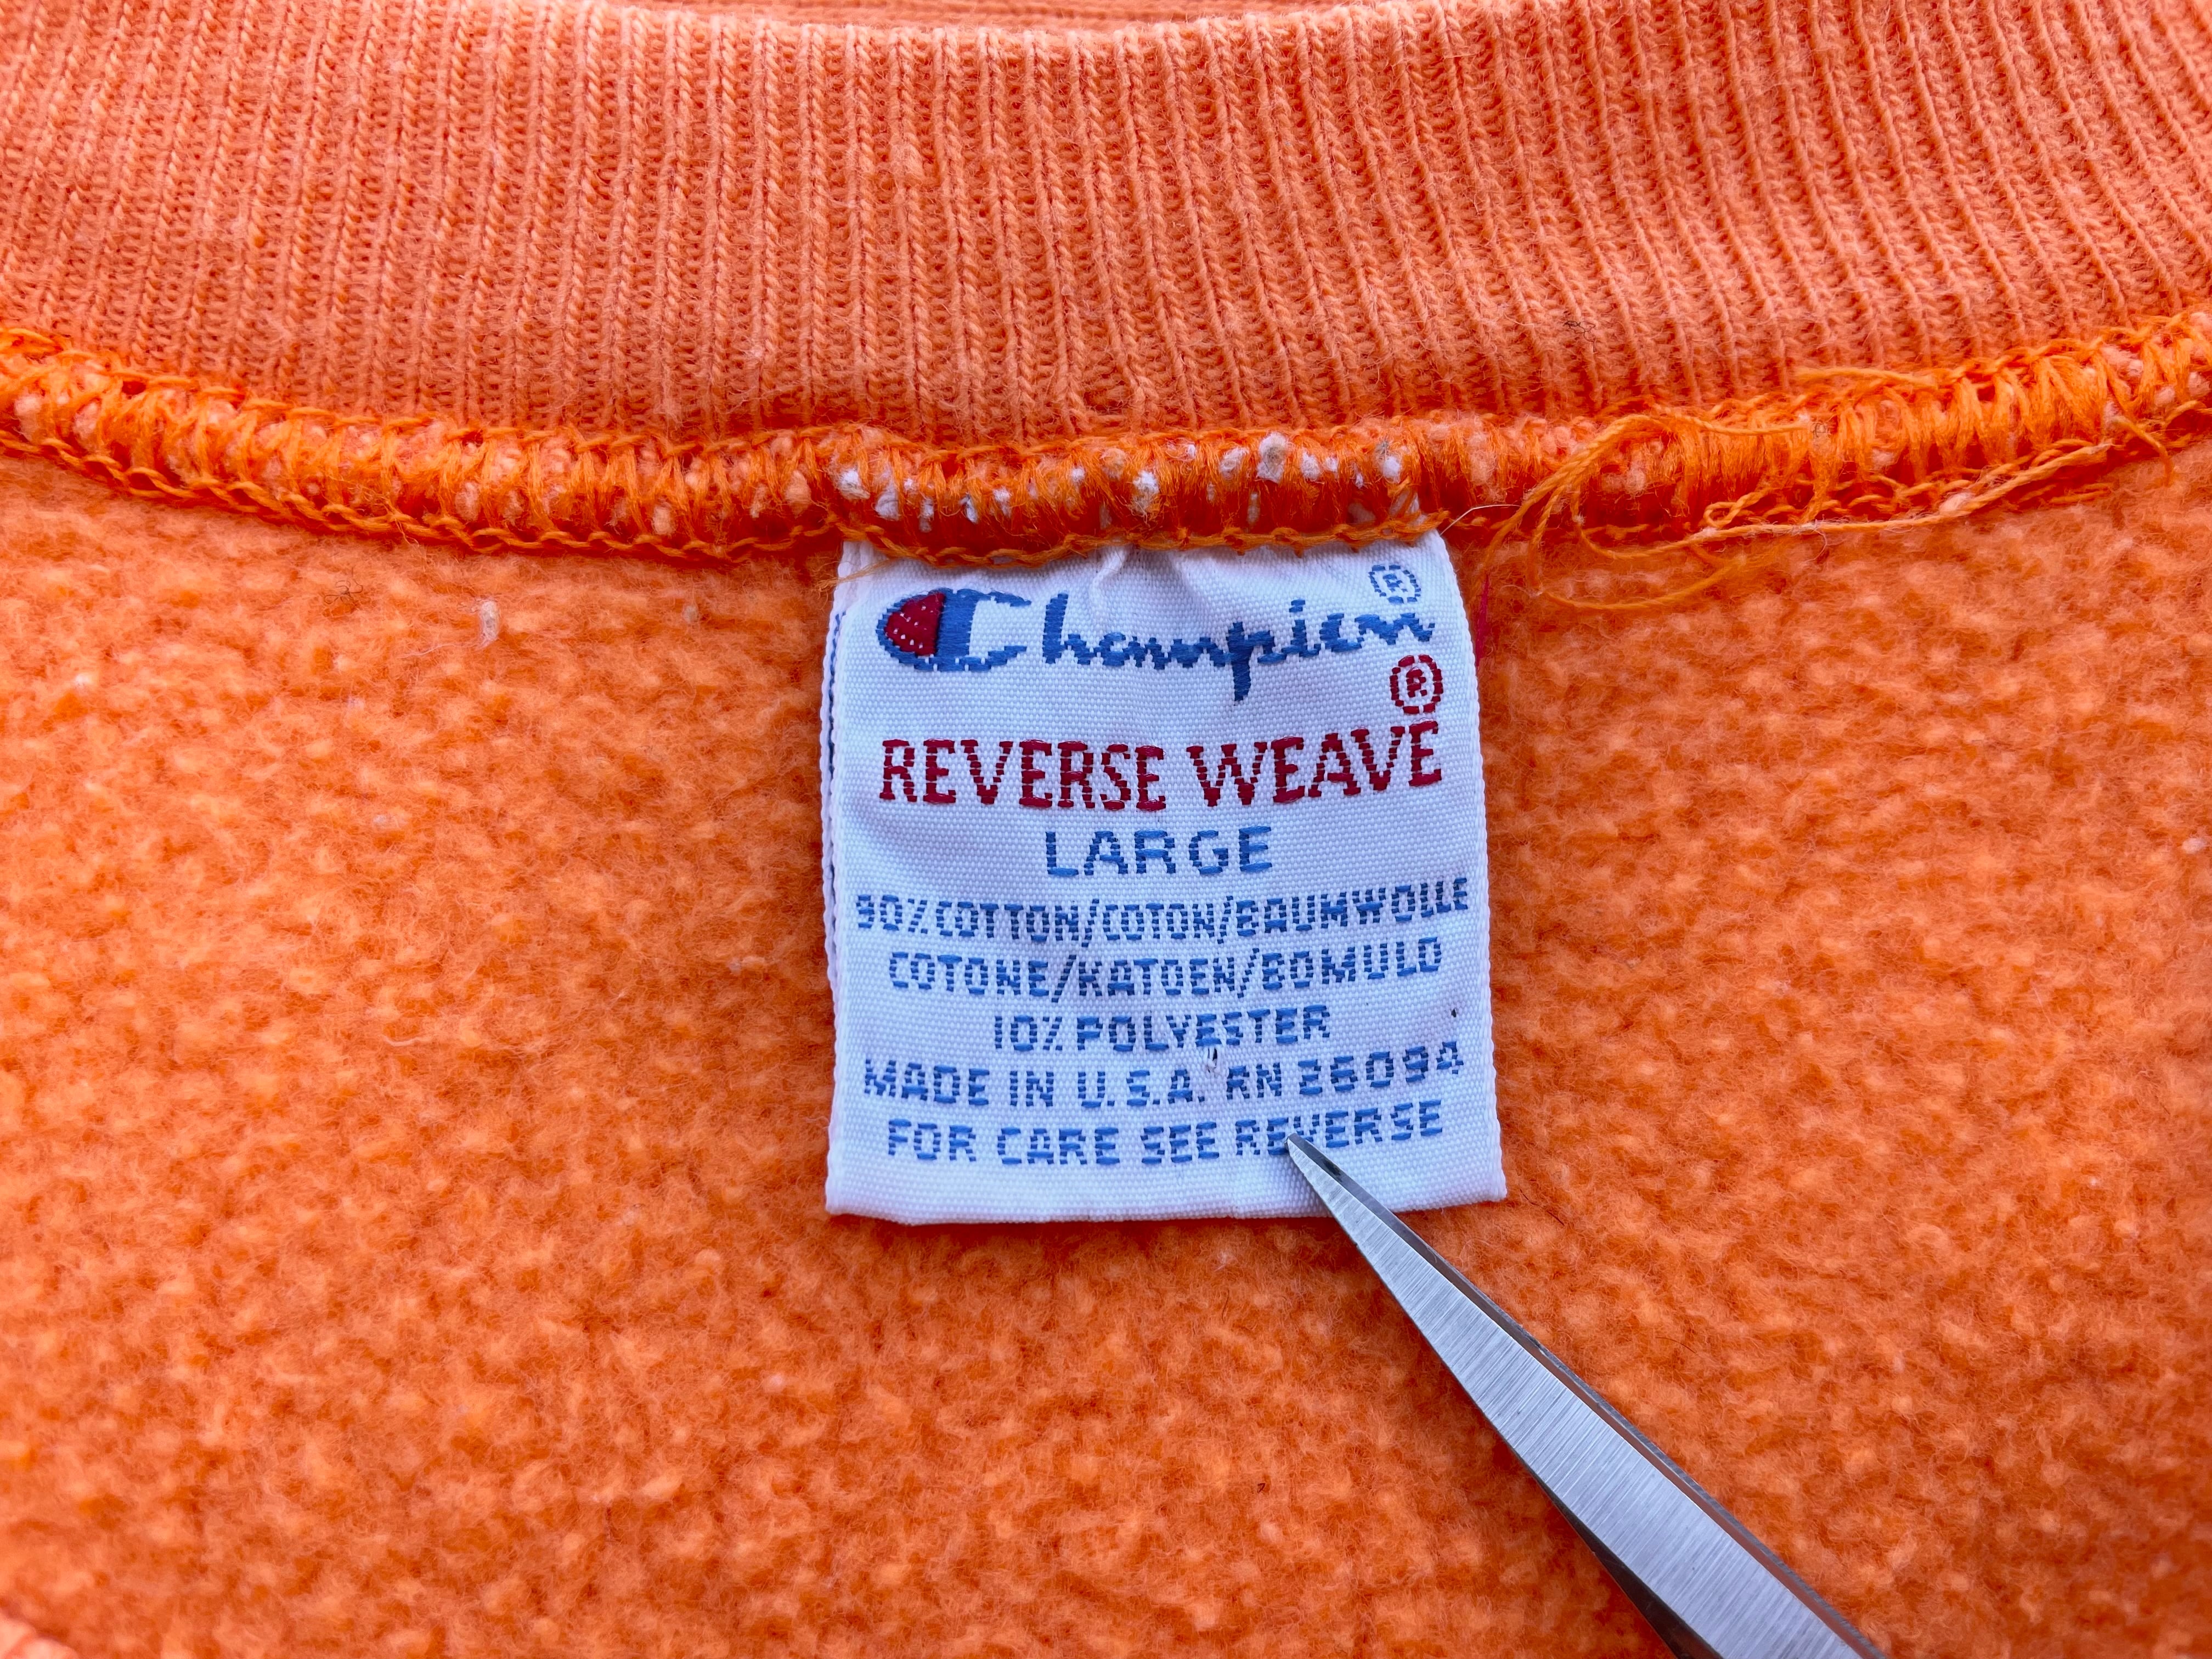 Champion®
®
REVERSE WEAVE
LARGE
90% COTTON/COTON/BAUMWOLLE
COTONE/KATOEN/BOMULD
10% POLYESTER
MADE IN U.S.A. RN 26094
FOR CARE SEE REVERSE